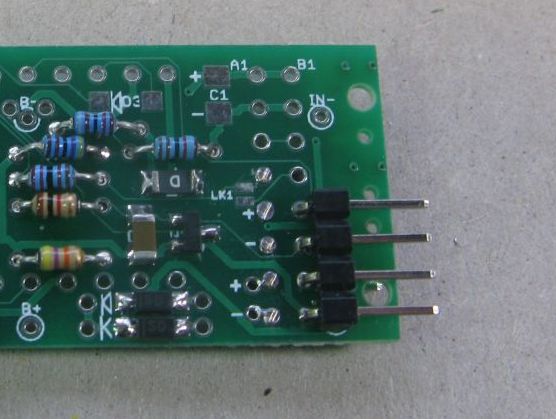 A1
B1
+
B-
D3
C1
-
IN-
LK1
+
-
+
-
B+